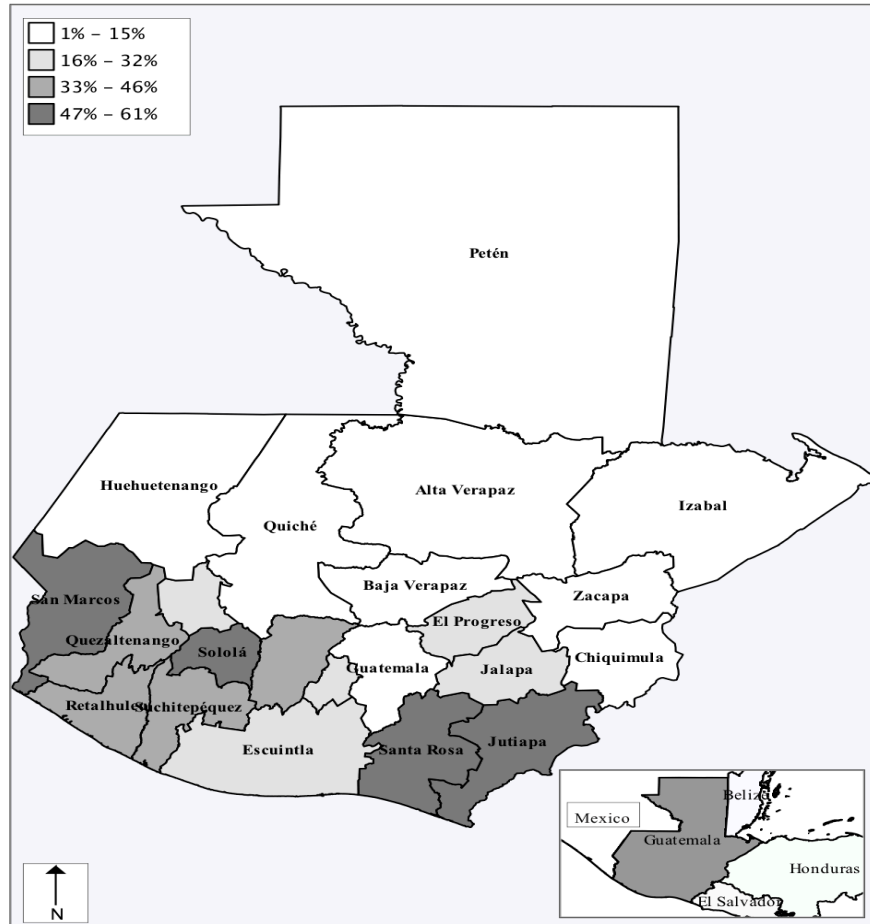 1% - 15%
16% - 32%
33% - 46%
47% - 61%
Petén
Huehuetenango
Quiché
Alta Verapaz
Izabal
San Marcos
Baja Verapaz
Zacapa
Quezaltenango
El Progreso
Sololá
Guatemala
Jalapa
Chiquimula
Retalhuleu
Suchitepéquez
Escuintla
Santa Rosa
Jutiapa
N
Mexico
Belize
Guatemala
Honduras
El Salvador